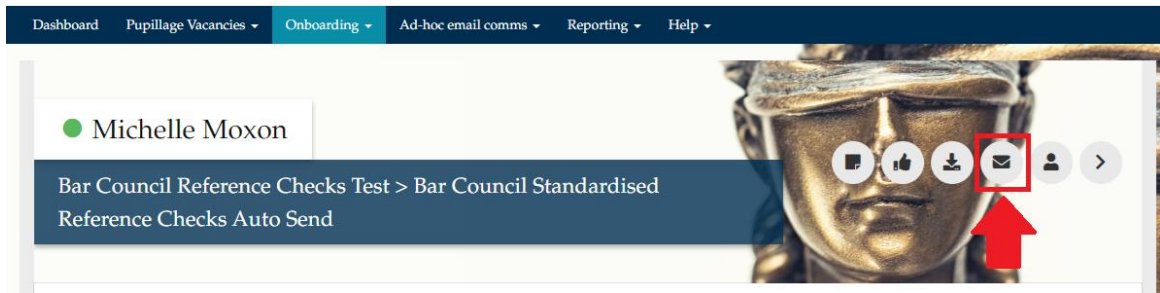 Dashboard Pupillage Vacancies Onboarding Ad-hoc email comms Reporting Help
Michelle Moxon
Bar Council Reference Checks Test > Bar Council Standardised
Reference Checks Auto Send